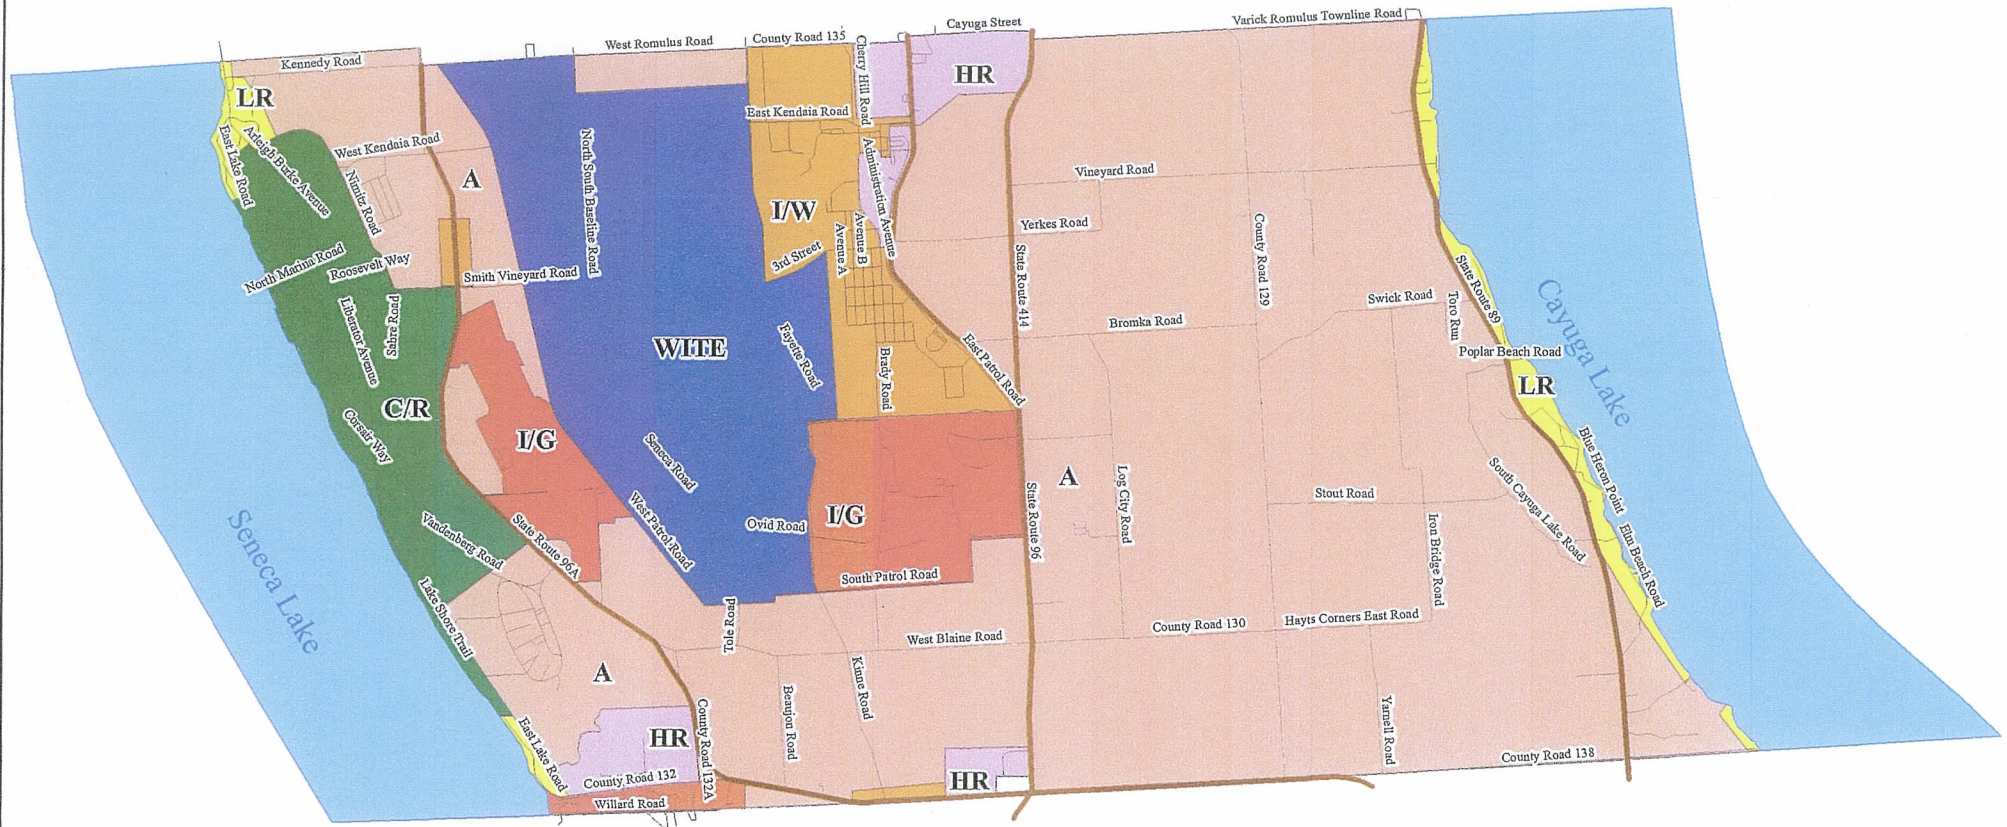 Cayuga Street
Varick Romulus Townline Road
West Romulus Road
County Road 135
Kennedy Road
Cherry Hill Road
HR
LR
East Kendaia Road
East Lake Road
Arleigh Burke Avenue
West Kendaia Road
North South Baseline Road
Administration Avenue
A
Nimitz Road
Vineyard Road
I/W
Yerkes Road
Avenue A
Avenue B
County Road 129
3rd Street
North Marina Road
Roosevelt Way
Smith Vineyard Road
State Route 414
State Route 89
Cayuga Lake
Liberator Avenue
Sabre Road
Swick Road
Toro Run
Bromka Road
WITE
Fayette Road
Brady Road
East Patrol Road
Poplar Beach Road
LR
C/R
Corsair Way
I/G
Seneca Road
A
Log City Road
Blue Heron Point
South Cayuga Lake Road
Stout Road
West Patrol Road
Ovid Road
I/G
State Route 96
Iron Bridge Road
Elm Beach Road
Vandenberg Road
State Route 96A
Seneca Lake
South Patrol Road
Lake Shore Trail
Tole Road
West Blaine Road
County Road 130
Hayts Corners East Road
A
Kinne Road
Beaujon Road
Yarnell Road
HR
East Lake Road
County Road 132A
County Road 132
HR
County Road 138
Willard Road